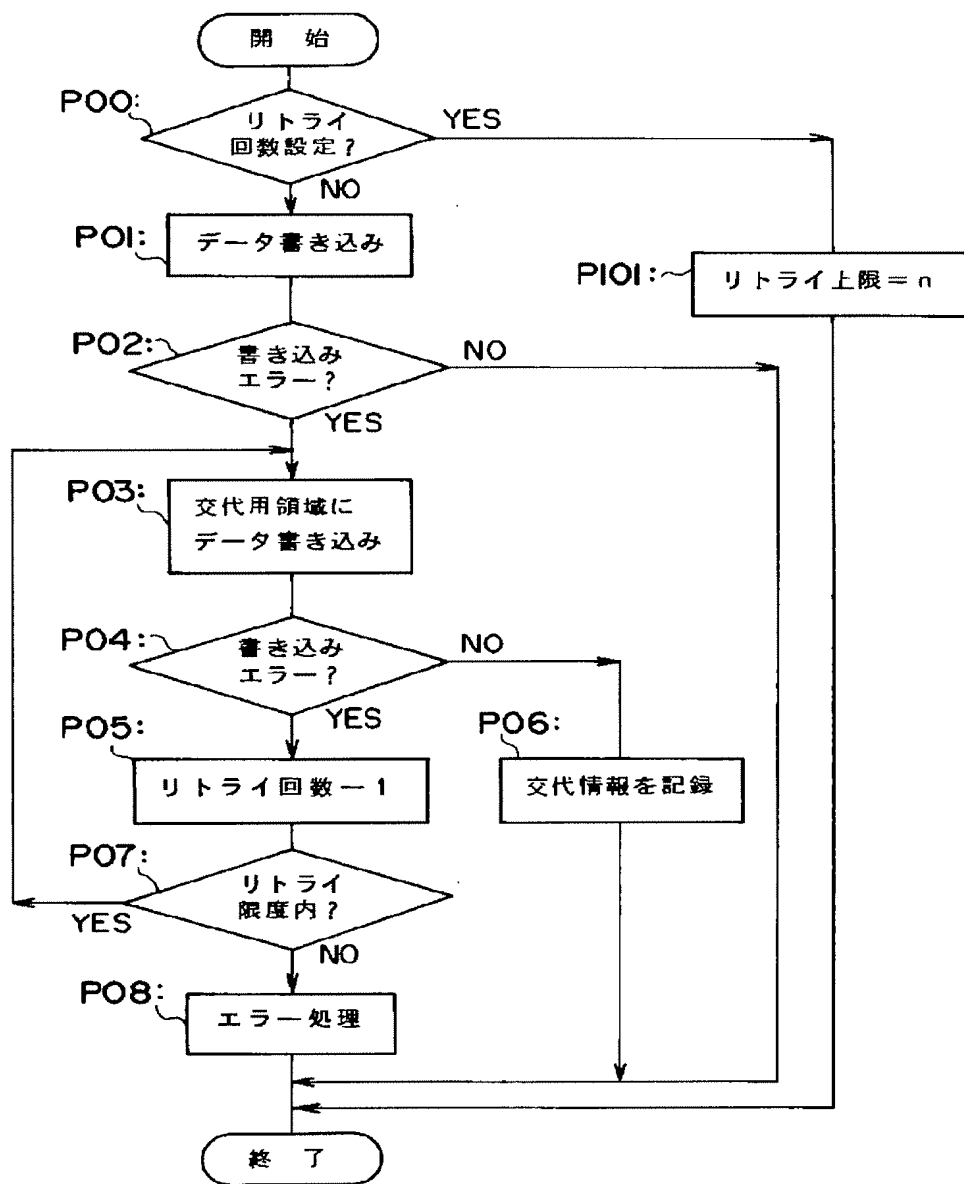 開 始
P00:
リトライ
回数設定?
YES
NO
P01:
データ書き込み
P101:
リトライ上限=n
P02:
書き込み
エラー?
NO
YES
P03:
交代用領域に
データ書き込み
P04:
書き込み
エラー?
NO
YES
P05:
リトライ回数-1
P06:
交代情報を記録
P07:
リトライ
限度内?
YES
NO
P08:
エラー処理
終 了